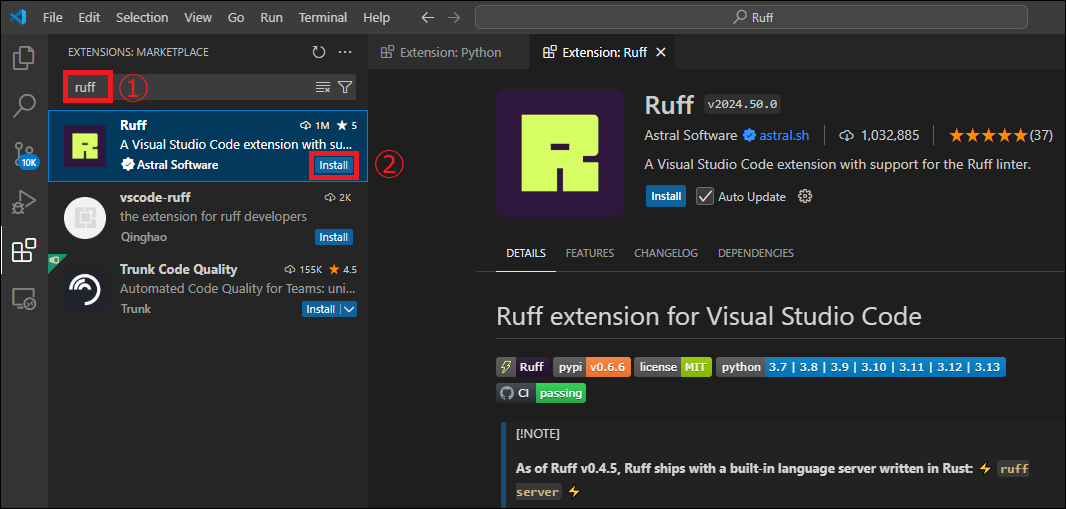 File Edit Selection View Go Run Terminal Help
Ruff
EXTENSIONS: MARKETPLACE
ruff
①
Ruff 1M ★ 5
A Visual Studio Code extension with su...
Astral Software Install
②
vscode-ruff 2K
the extension for ruff developers
Qinghao Install
Trunk Code Quality 155K ★ 4.5
Automated Code Quality for Teams: uni...
Trunk Install
10K
Extension: Python Extension: Ruff
Ruff v2024.50.0
Astral Software astral.sh 1,032,885 ★★★★★(37)
A Visual Studio Code extension with support for the Ruff linter.
Install Auto Update
DETAILS FEATURES CHANGELOG DEPENDENCIES
Ruff extension for Visual Studio Code
Ruff pypi v0.6.6 license MIT python 3.7 | 3.8 | 3.9 | 3.10 | 3.11 | 3.12 | 3.13
CI passing
[!NOTE]
As of Ruff v0.4.5, Ruff ships with a built-in language server written in Rust: ⚡ ruff
server ⚡